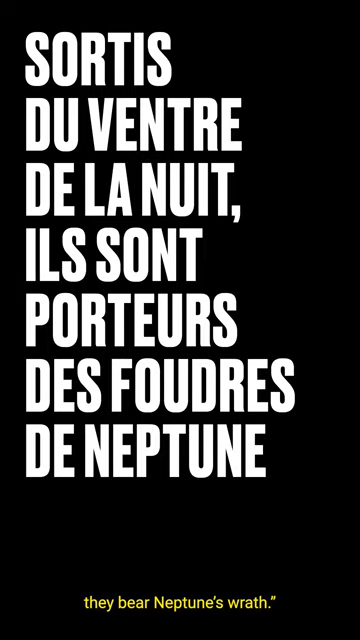 SORTIS
DU VENTRE
DE LA NUIT,
ILS SONT
PORTEURS
DES FOUDRES
DE NEPTUNE
they bear Neptune’s wrath.”